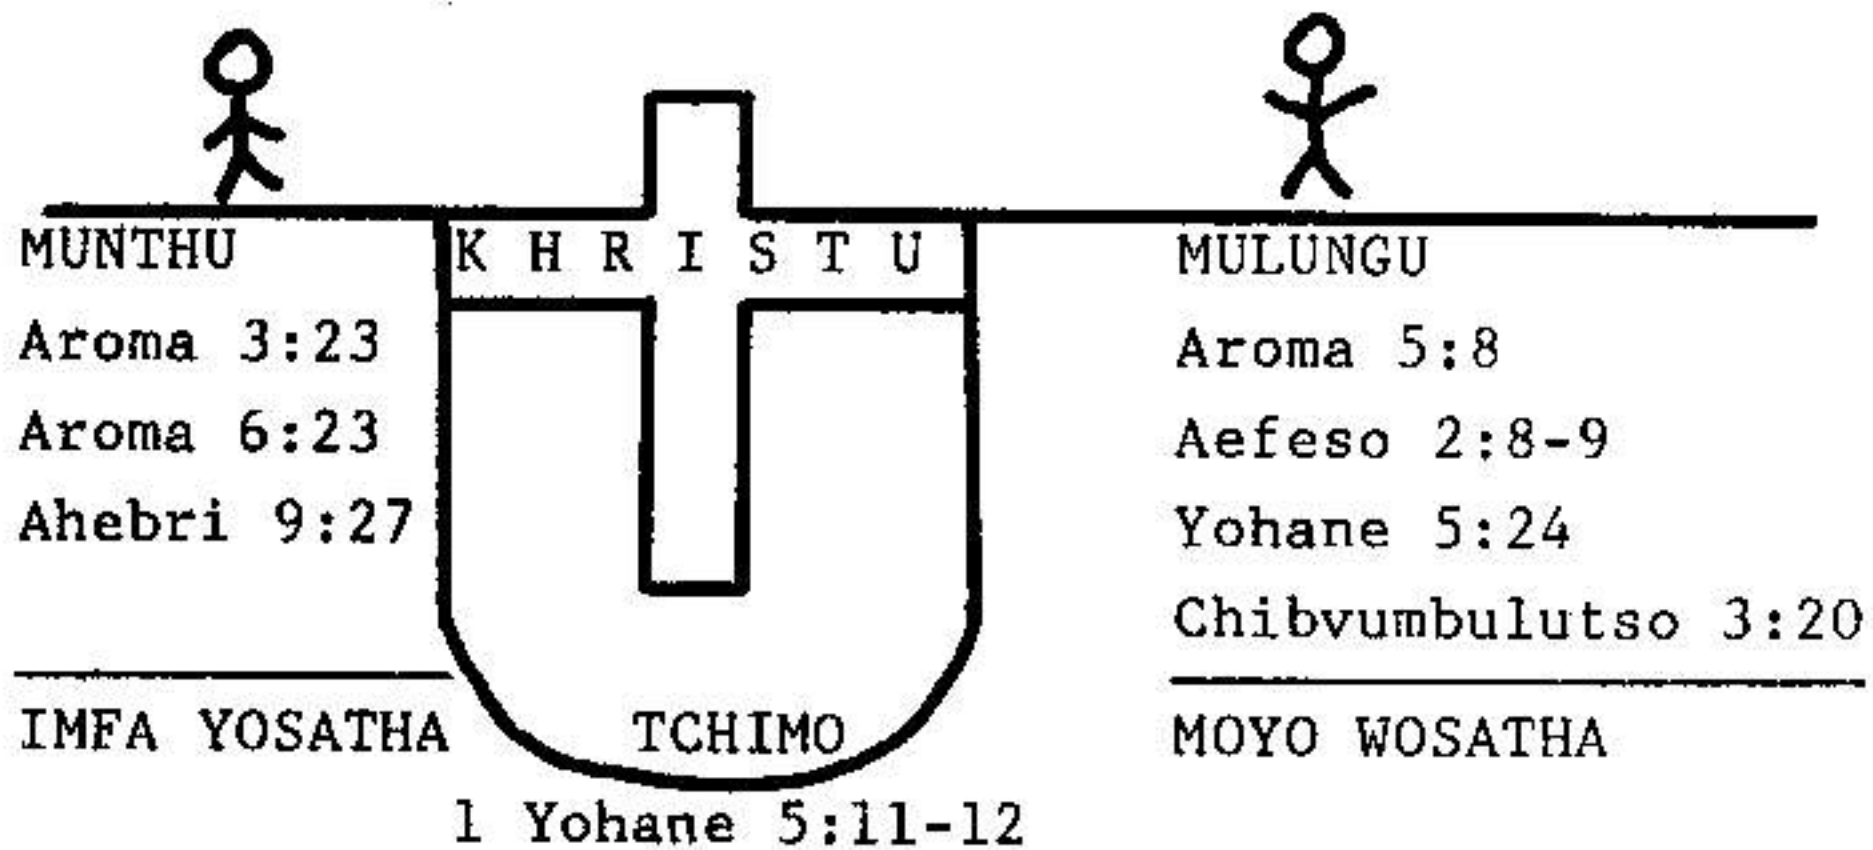 MUNTHU
Aroma 3:23
Aroma 6:23
Ahebri 9:27
IMFA YOSATHA
KHRISTU
TCHIMO
1 Yohane 5:11-12
MULUNGU
Aroma 5:8
Aefeso 2:8-9
Yohane 5:24
Chibvumbulutso 3:20
MOYO WOSATHA